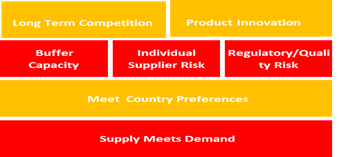 Long Term Competition
Product Innovation
Buffer
Capacity
Individual
Supplier Risk
Regulatory/Quali
ty Risk
Meet Country Preferences
Supply Meets Demand